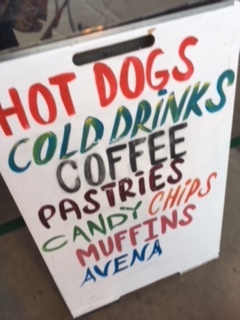 HOT DOGS
COLD DRINKS
COFFEE
PASTRIES
CANDY CHIPS
MUFFINS
AVENA